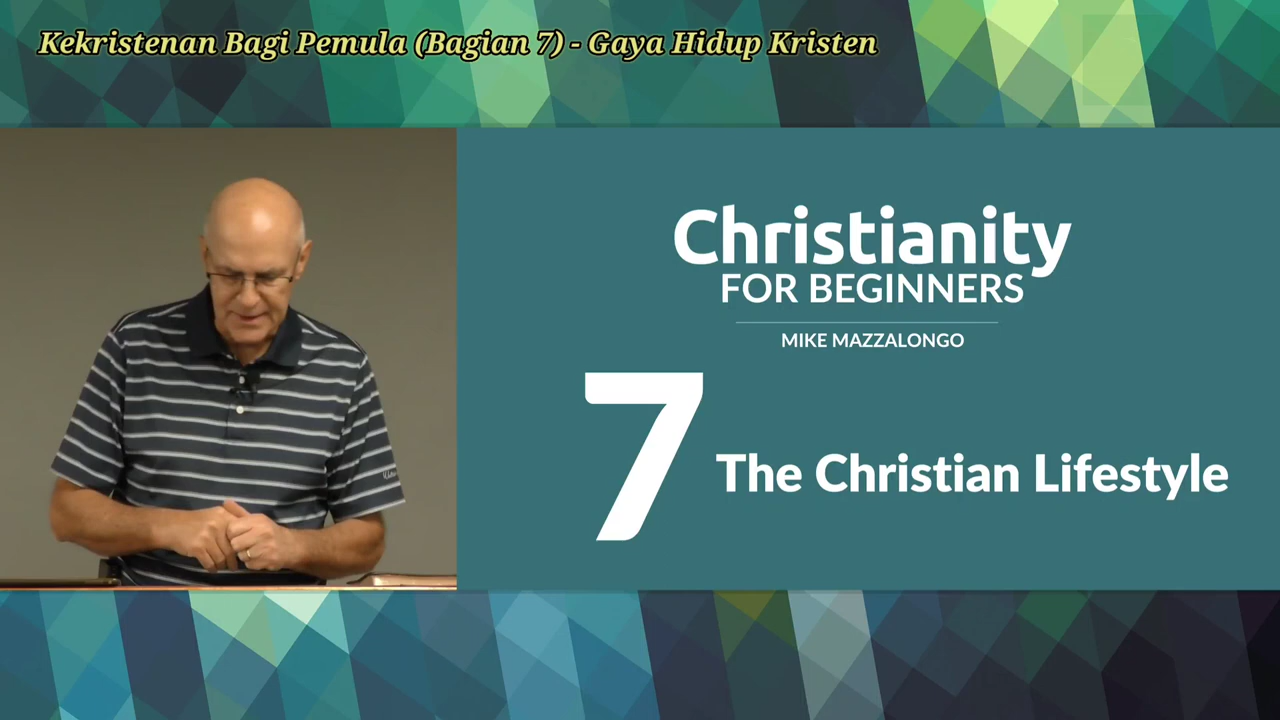 Kekristenan Bagi Pemula (Bagian 7) - Gaya Hidup Kristen
Christianity
FOR BEGINNERS
MIKE MAZZALONGO
7 The Christian Lifestyle